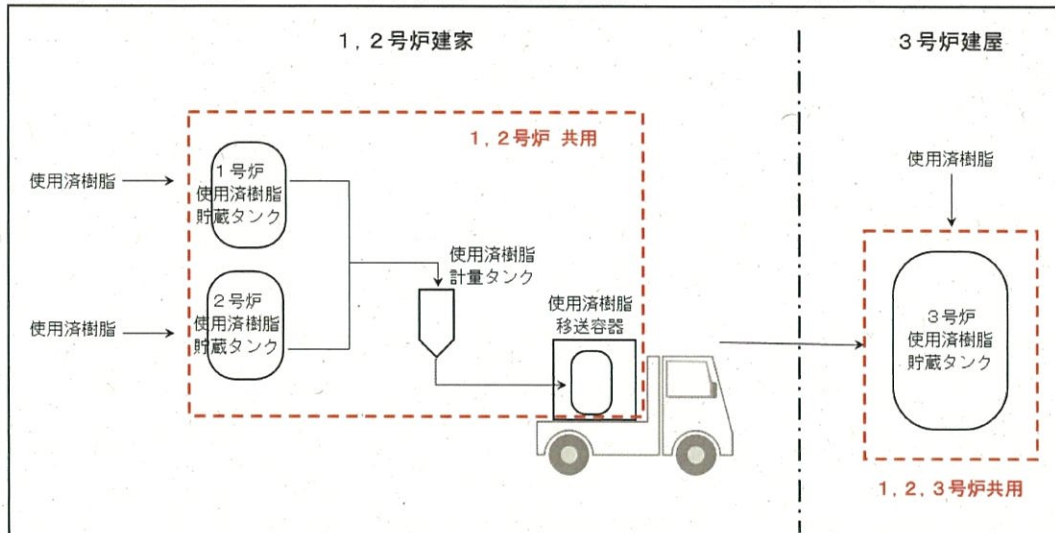 1,2号炉建家
3号炉建屋
1,2号炉 共用
使用済樹脂
1号炉
使用済樹脂
貯蔵タンク
使用済樹脂
2号炉
使用済樹脂
貯蔵タンク
使用済樹脂
計量タンク
使用済樹脂
移送容器
使用済樹脂
3号炉
使用済樹脂
貯蔵タンク
1,2,3号炉共用